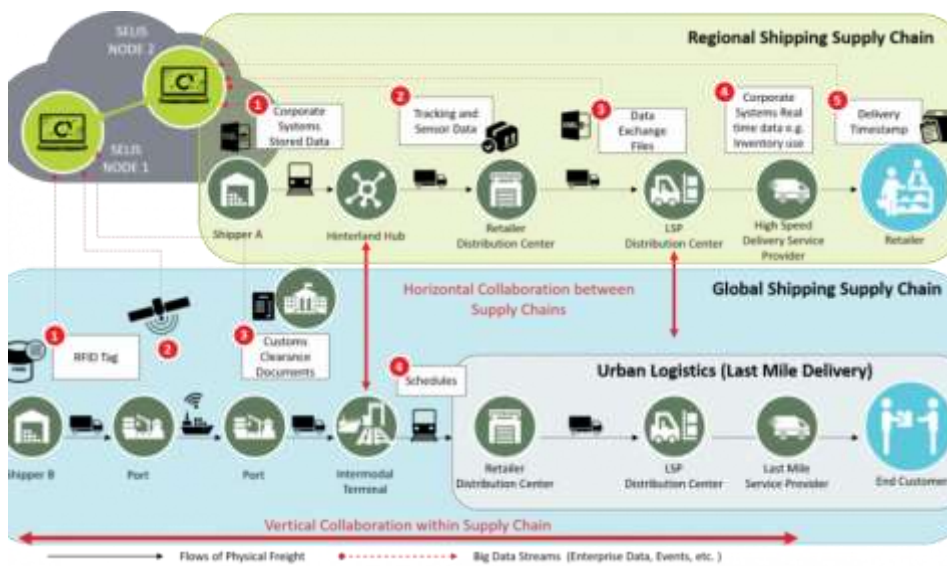 SELIS
NODE 2
SELIS
NODE 1
Regional Shipping Supply Chain
1
Corporate
Systems
Stored Data
2
Tracking and
Sensor Data
3
Data
Exchange
Files
4
Corporate
Systems Real
time data e.g.
Inventory use
5
Delivery
Timestamp
Shipper A
Hinterland Hub
Retailer
Distribution Center
LSP
Distribution Center
High Speed
Delivery Service
Provider
Retailer
Horizontal Collaboration between
Supply Chains
Global Shipping Supply Chain
1
RFID Tag
2
3
Customs
Clearance
Documents
Schedules
Urban Logistics (Last Mile Delivery)
Shipper B
Port
Port
Intermodal
Terminal
Retailer
Distribution Center
LSP
Distribution Center
Last Mile
Service Provider
End Customer
Vertical Collaboration within Supply Chain
Flows of Physical Freight
Big Data Streams (Enterprise Data, Events, etc. )